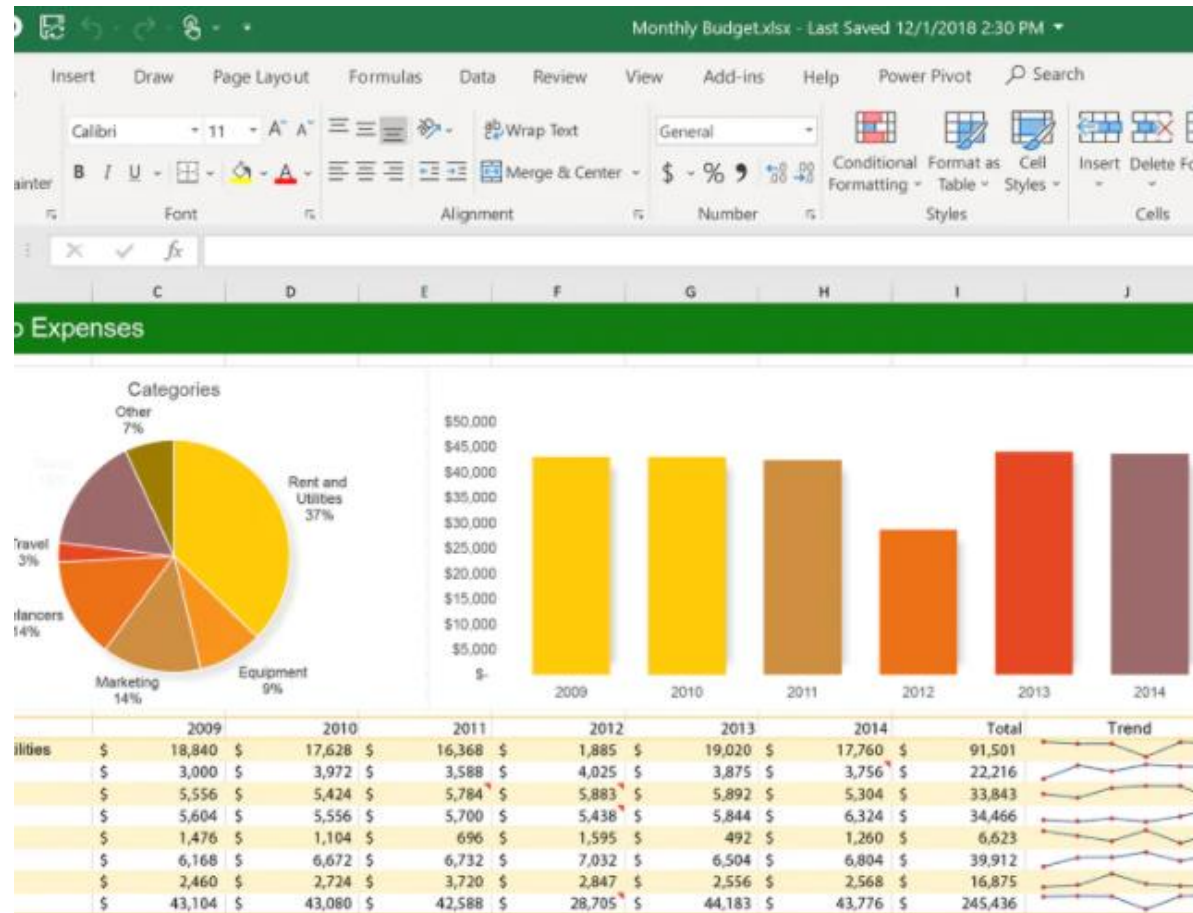 Monthly Budget.xlsx - Last Saved 12/1/2018 2:30 PM
Insert Draw Page Layout Formulas Data Review View Add-ins Help Power Pivot Search
Calibri 11 A A Wrap Text General Conditional Formatting Format as Table Cell Styles Insert Delete Fo
ainter B I U A Merge & Center $ % 9 .00
Font Alignment Number Styles Cells
fx
C D E F G H I J
o Expenses
Categories
Other
7%
Rent and
Utilities
37%
Travel
3%
elancers
14%
Marketing
14%
Equipment
9%
$50,000
$45,000
$40,000
$35,000
$30,000
$25,000
$20,000
$15,000
$10,000
$5,000
$-
2009 2010 2011 2012 2013 2014
2009 2010 2011 2012 2013 2014 Total Trend
ilities $ 18,840 $ 17,628 $ 16,368 $ 1,885 $ 19,020 $ 17,760 $ 91,501
$ 3,000 $ 3,972 $ 3,588 $ 4,025 $ 3,875 $ 3,756 $ 22,216
$ 5,556 $ 5,424 $ 5,784 $ 5,883 $ 5,892 $ 5,304 $ 33,843
$ 5,604 $ 5,556 $ 5,700 $ 5,438 $ 5,844 $ 6,324 $ 34,466
$ 1,476 $ 1,104 $ 696 $ 1,595 $ 492 $ 1,260 $ 6,623
$ 6,168 $ 6,672 $ 6,732 $ 7,032 $ 6,504 $ 6,804 $ 39,912
$ 2,460 $ 2,724 $ 3,720 $ 2,847 $ 2,556 $ 2,568 $ 16,875
$ 43,104 $ 43,080 $ 42,588 $ 28,705 $ 44,183 $ 43,776 $ 245,436